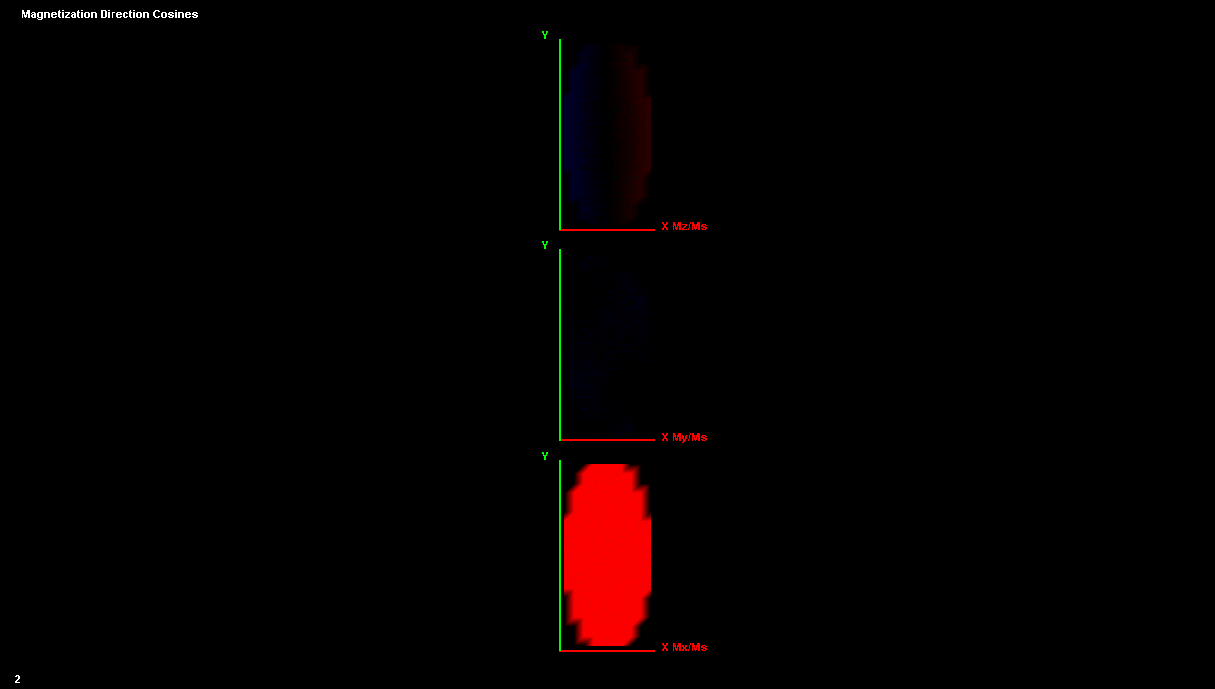 Magnetization Direction Cosines
Y
X Mz/Ms
Y
X My/Ms
Y
X Mx/Ms
2